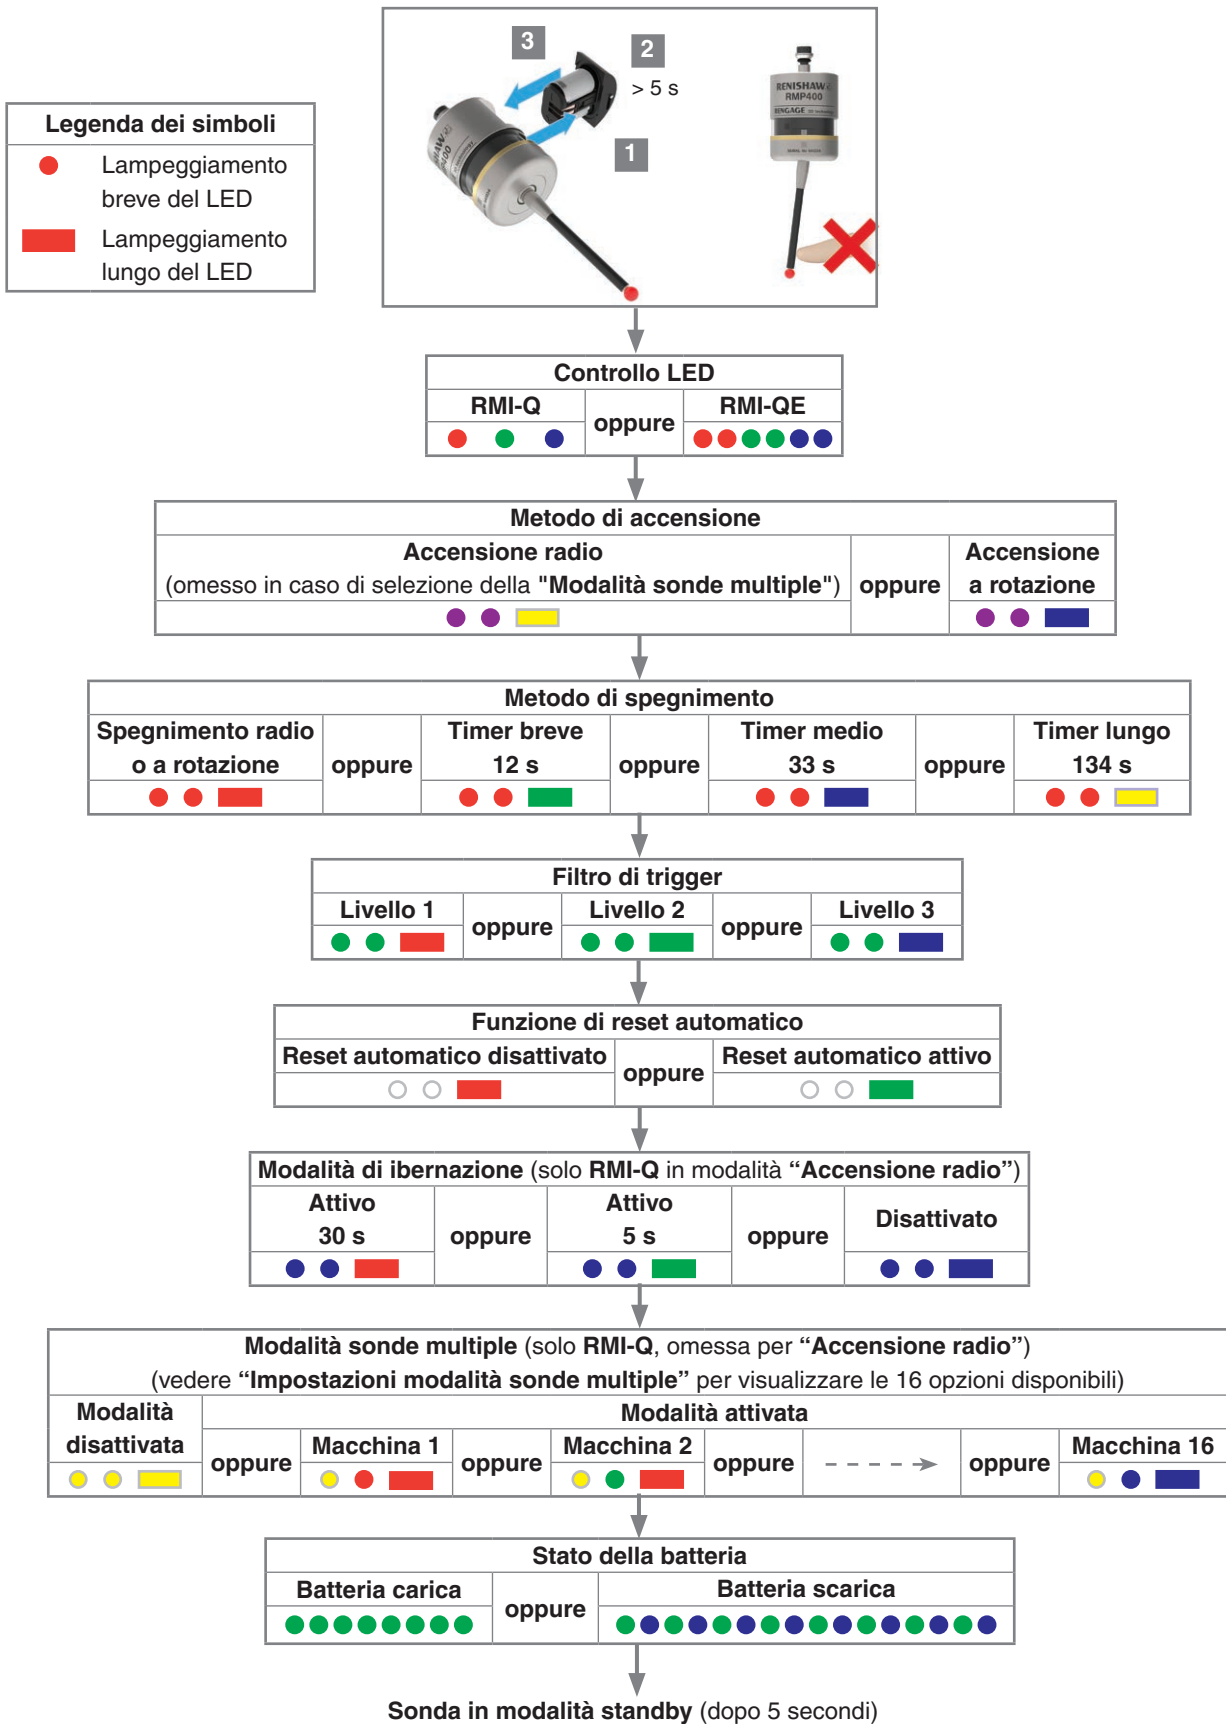 3
2
> 5 s
1
RENISHAW
RMP400
RENGAGE
Legenda dei simboli
Lampeggiamento
breve del LED
Lampeggiamento
lungo del LED
Controllo LED
RMI-Q
oppure
RMI-QE
Metodo di accensione
Accensione radio
(omesso in caso di selezione della "Modalità sonde multiple")
oppure
Accensione
a rotazione
Metodo di spegnimento
Spegnimento radio
o a rotazione
oppure
Timer breve
12 s
oppure
Timer medio
33 s
oppure
Timer lungo
134 s
Filtro di trigger
Livello 1
oppure
Livello 2
oppure
Livello 3
Funzione di reset automatico
Reset automatico disattivato
oppure
Reset automatico attivo
Modalità di ibernazione (solo RMI-Q in modalità “Accensione radio”)
Attivo
30 s
oppure
Attivo
5 s
oppure
Disattivato
Modalità sonde multiple (solo RMI-Q, omessa per “Accensione radio”)
(vedere “Impostazioni modalità sonde multiple” per visualizzare le 16 opzioni disponibili)
Modalità
disattivata
Modalità attivata
oppure
Macchina 1
oppure
Macchina 2
oppure
oppure
Macchina 16
Stato della batteria
Batteria carica
oppure
Batteria scarica
Sonda in modalità standby (dopo 5 secondi)